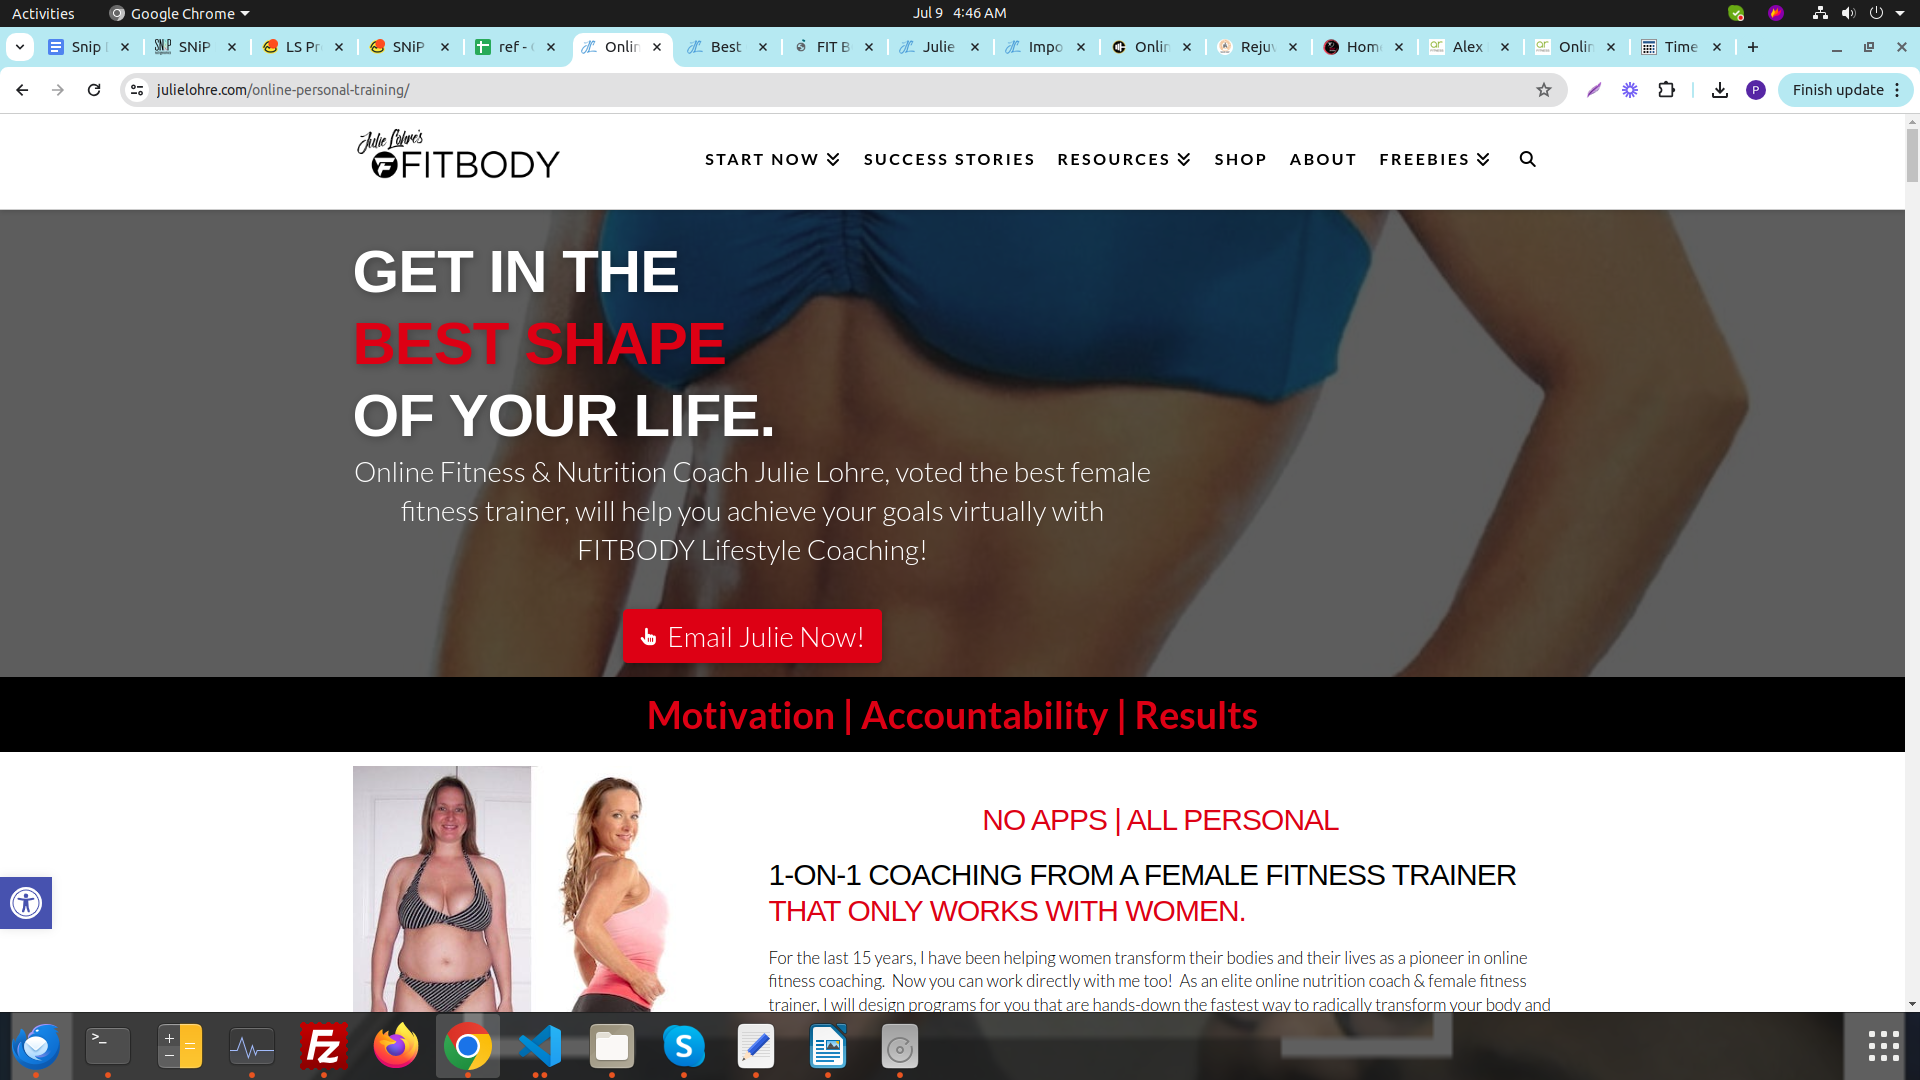 Activities
Google Chrome
Jul 9 4:46 AM
Snip
SNiP
LS Pr
SNiP
ref -
Onlin
Best
FIT B
Julie
Impo
Onlin
Rejuv
Home
Alex
Onlin
Time
julielohre.com/online-personal-training/
P
Finish update
Julie Lohre's
FITBODY
START NOW
SUCCESS STORIES
RESOURCES
SHOP
ABOUT
FREEBIES
GET IN THE
BEST SHAPE
OF YOUR LIFE.
Online Fitness & Nutrition Coach Julie Lohre, voted the best female
fitness trainer, will help you achieve your goals virtually with
FITBODY Lifestyle Coaching!
Email Julie Now!
Motivation | Accountability | Results
NO APPS | ALL PERSONAL
1-ON-1 COACHING FROM A FEMALE FITNESS TRAINER
THAT ONLY WORKS WITH WOMEN.
For the last 15 years, I have been helping women transform their bodies and their lives as a pioneer in online
fitness coaching. Now you can work directly with me too! As an elite online nutrition coach & female fitness
trainer, I will design programs for you that are hands-down the fastest way to radically transform your body and